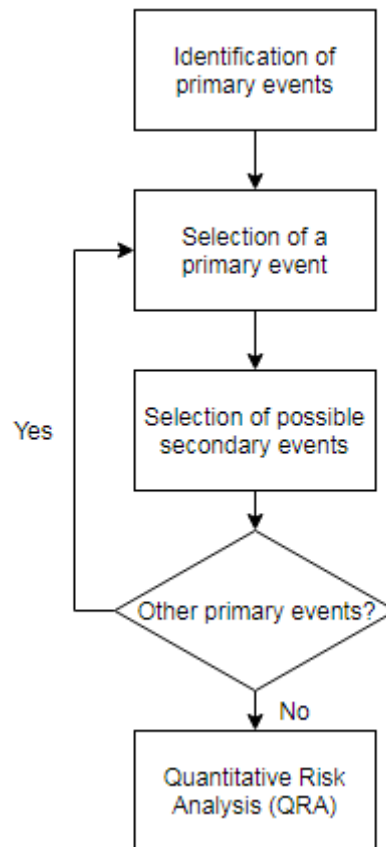 Identification of
primary events
Selection of a
primary event
Selection of possible
secondary events
Yes
Other primary events?
No
Quantitative Risk
Analysis (QRA)